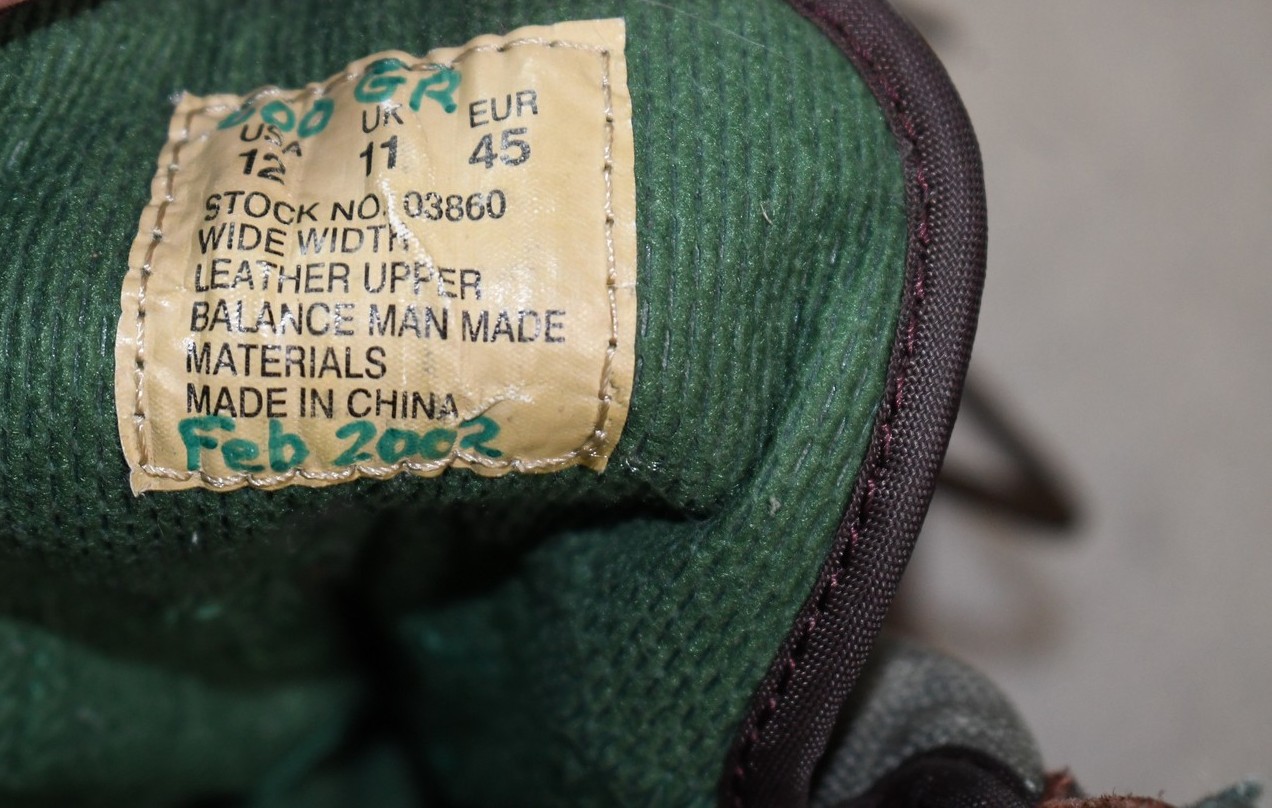 000 GR
USA UK EUR
12 11 45
STOCK NO. 03860
WIDE WIDTH
LEATHER UPPER
BALANCE MAN MADE
MATERIALS
MADE IN CHINA
Feb 2002